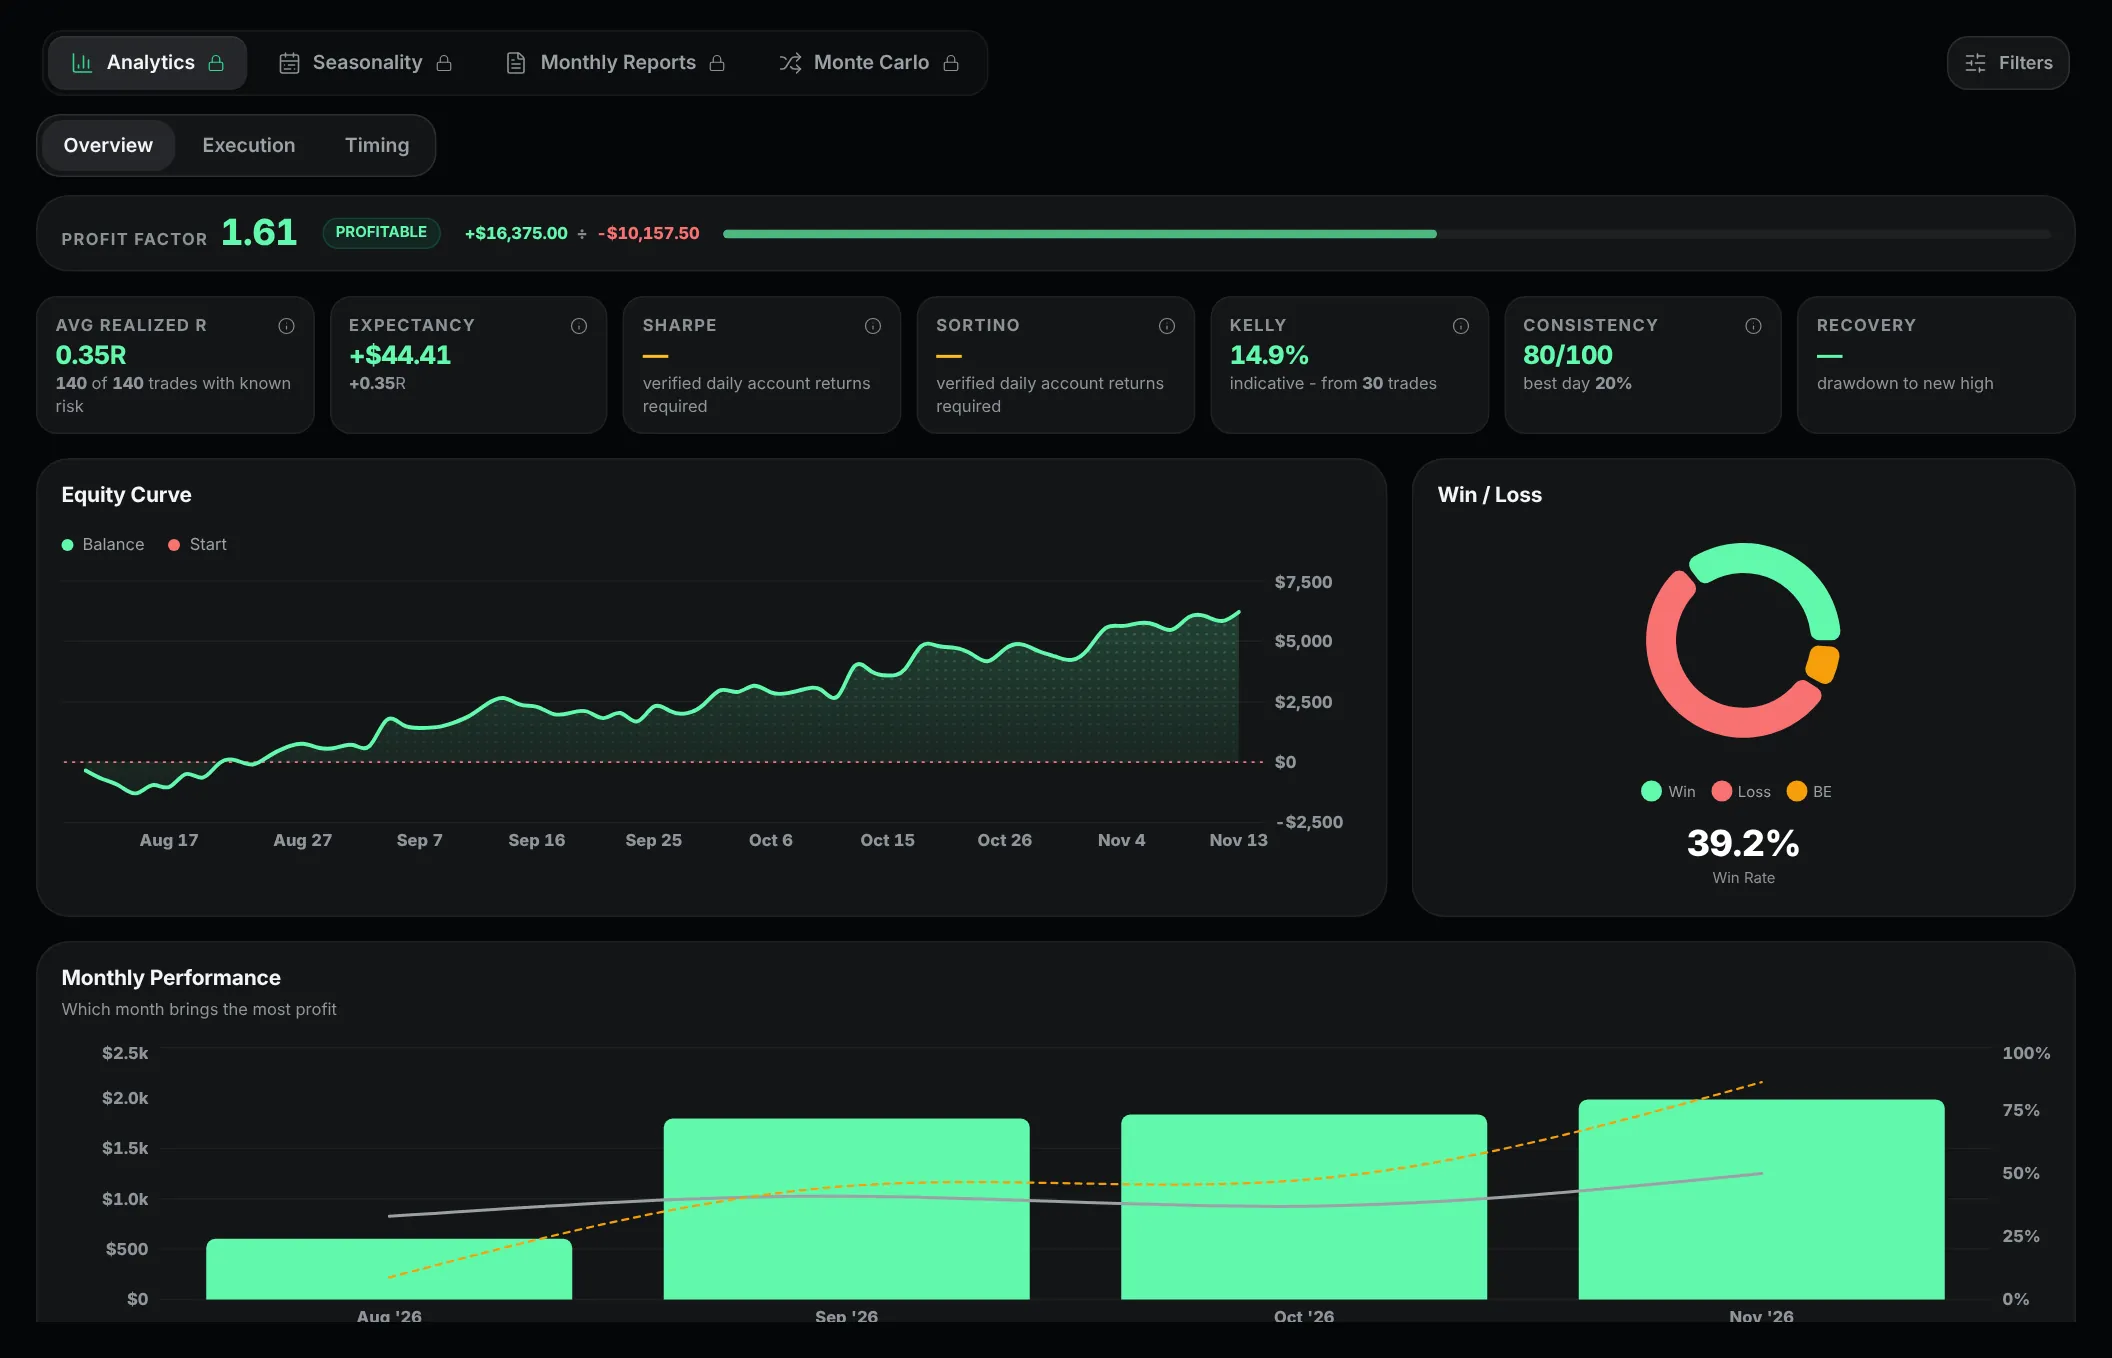 Analytics
Seasonality
Monthly Reports
Monte Carlo
Filters
Overview
Execution
Timing
PROFIT FACTOR 1.61 PROFITABLE +$16,375.00 ÷ -$10,157.50
AVG REALIZED R
0.35R
140 of 140 trades with known
risk
EXPECTANCY
+$44.41
+0.35R
SHARPE
—
verified daily account returns
required
SORTINO
—
verified daily account returns
required
KELLY
14.9%
indicative - from 30 trades
CONSISTENCY
80/100
best day 20%
RECOVERY
—
drawdown to new high
Equity Curve
Balance
Start
$7,500
$5,000
$2,500
$0
-$2,500
Aug 17
Aug 27
Sep 7
Sep 16
Sep 25
Oct 6
Oct 15
Oct 26
Nov 4
Nov 13
Win / Loss
Win
Loss
BE
39.2%
Win Rate
Monthly Performance
Which month brings the most profit
$2.5k
$2.0k
$1.5k
$1.0k
$500
$0
100%
75%
50%
25%
0%
Aug '26
Sep '26
Oct '26
Nov '26